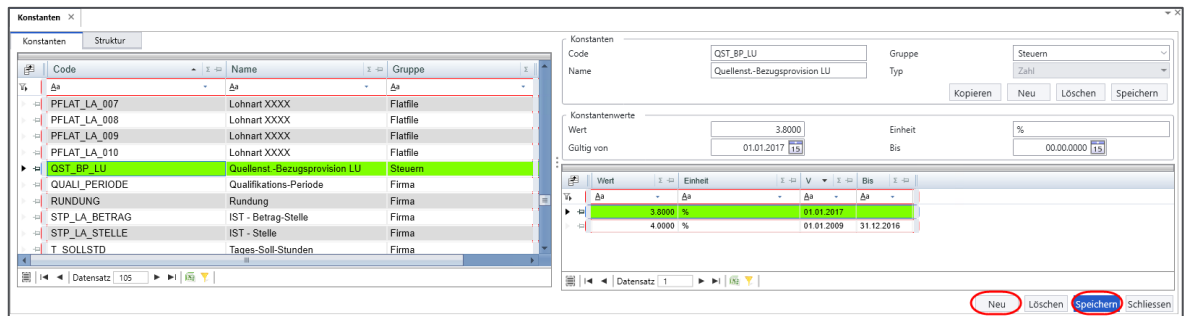 Konstanten ×
Konstanten Struktur
Code Name Gruppe
Aa Aa Aa
PFLAT_LA_007 Lohnart XXXX Flatfile
PFLAT_LA_008 Lohnart XXXX Flatfile
PFLAT_LA_009 Lohnart XXXX Flatfile
PFLAT_LA_010 Lohnart XXXX Flatfile
QST_BP_LU Quellenst.-Bezugsprovision LU Steuern
QUALI_PERIODE Qualifikations-Periode Firma
RUNDUNG Rundung Firma
STP_LA_BETRAG IST - Betrag-Stelle Firma
STP_LA_STELLE IST - Stelle Firma
T_SOLLSTD Tages-Soll-Stunden Firma
Datensatz 105
Konstanten
Code QST_BP_LU Gruppe Steuern
Name Quellenst.-Bezugsprovision LU Typ Zahl
Kopieren Neu Löschen Speichern
Konstantenwerte
Wert 3.8000 Einheit %
Gültig von 01.01.2017 15 Bis 00.00.0000 15
Wert Einheit V Bis
Aa Aa Aa Aa
3.8000 % 01.01.2017
4.0000 % 01.01.2009 31.12.2016
Datensatz 1
Neu Löschen Speichern Schliessen